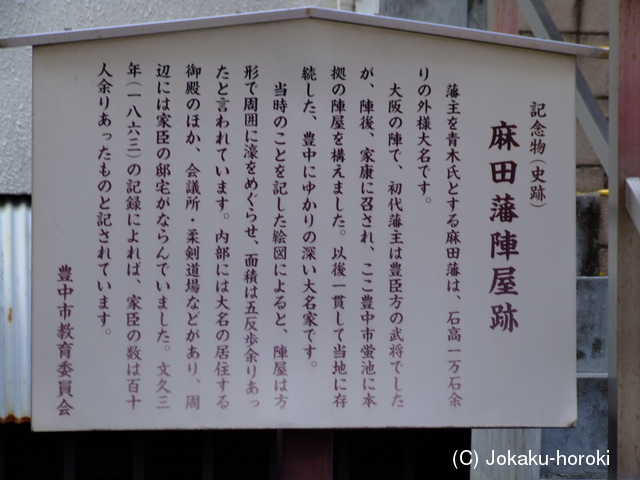 記念物(史跡)
麻田藩陣屋跡
藩主を青木氏とする麻田藩は、石高一万石余
りの外様大名です。
大阪の陣で、初代藩主は豊臣方の武将でした
が、陣後、家康に召され、ここ豊中市蛍池に本
拠の陣屋を構えました。以後一貫して当地に存
続した、豊中にゆかりの深い大名家です。
当時のことを記した絵図によると、陣屋は方
形で周囲に濠をめぐらせ、面積は五反歩余りあっ
たと言われています。内部には大名の居住する
御殿のほか、会議所・柔剣道場などがあり、周
辺には家臣の邸宅がならんでいました。文久三
年(一八六三)の記録によれば、家臣の数は百十
人余りあったものと記されています。
豊中市教育委員会
(C) Jokaku-horoki